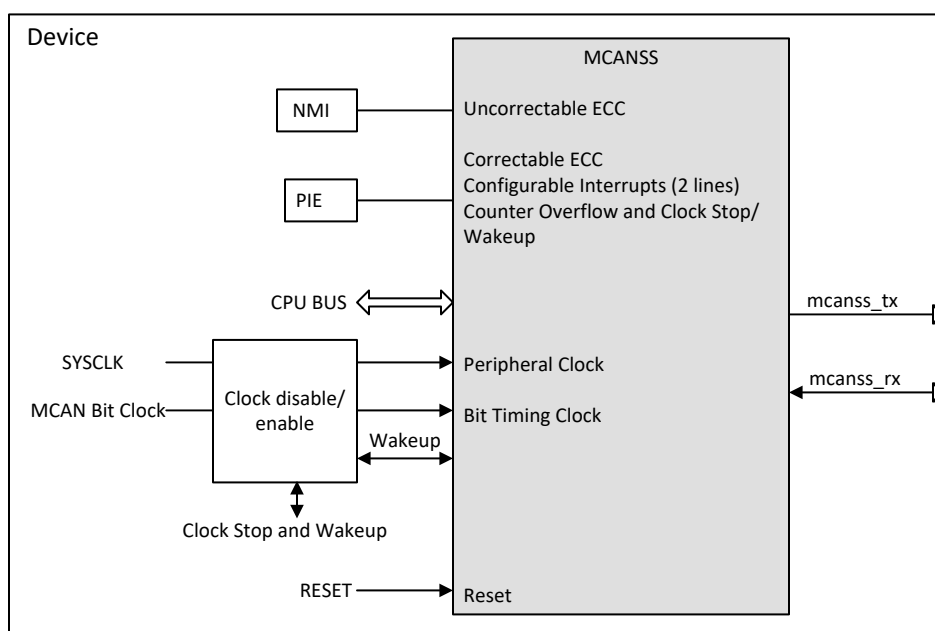 Device
MCANSS
NMI
Uncorrectable ECC
Correctable ECC
Configurable Interrupts (2 lines)
Counter Overflow and Clock Stop/
Wakeup
PIE
CPU BUS
mcanss_tx
SYSCLK
Peripheral Clock
mcanss_rx
Clock disable/
enable
MCAN Bit Clock
Bit Timing Clock
Wakeup
Clock Stop and Wakeup
RESET
Reset